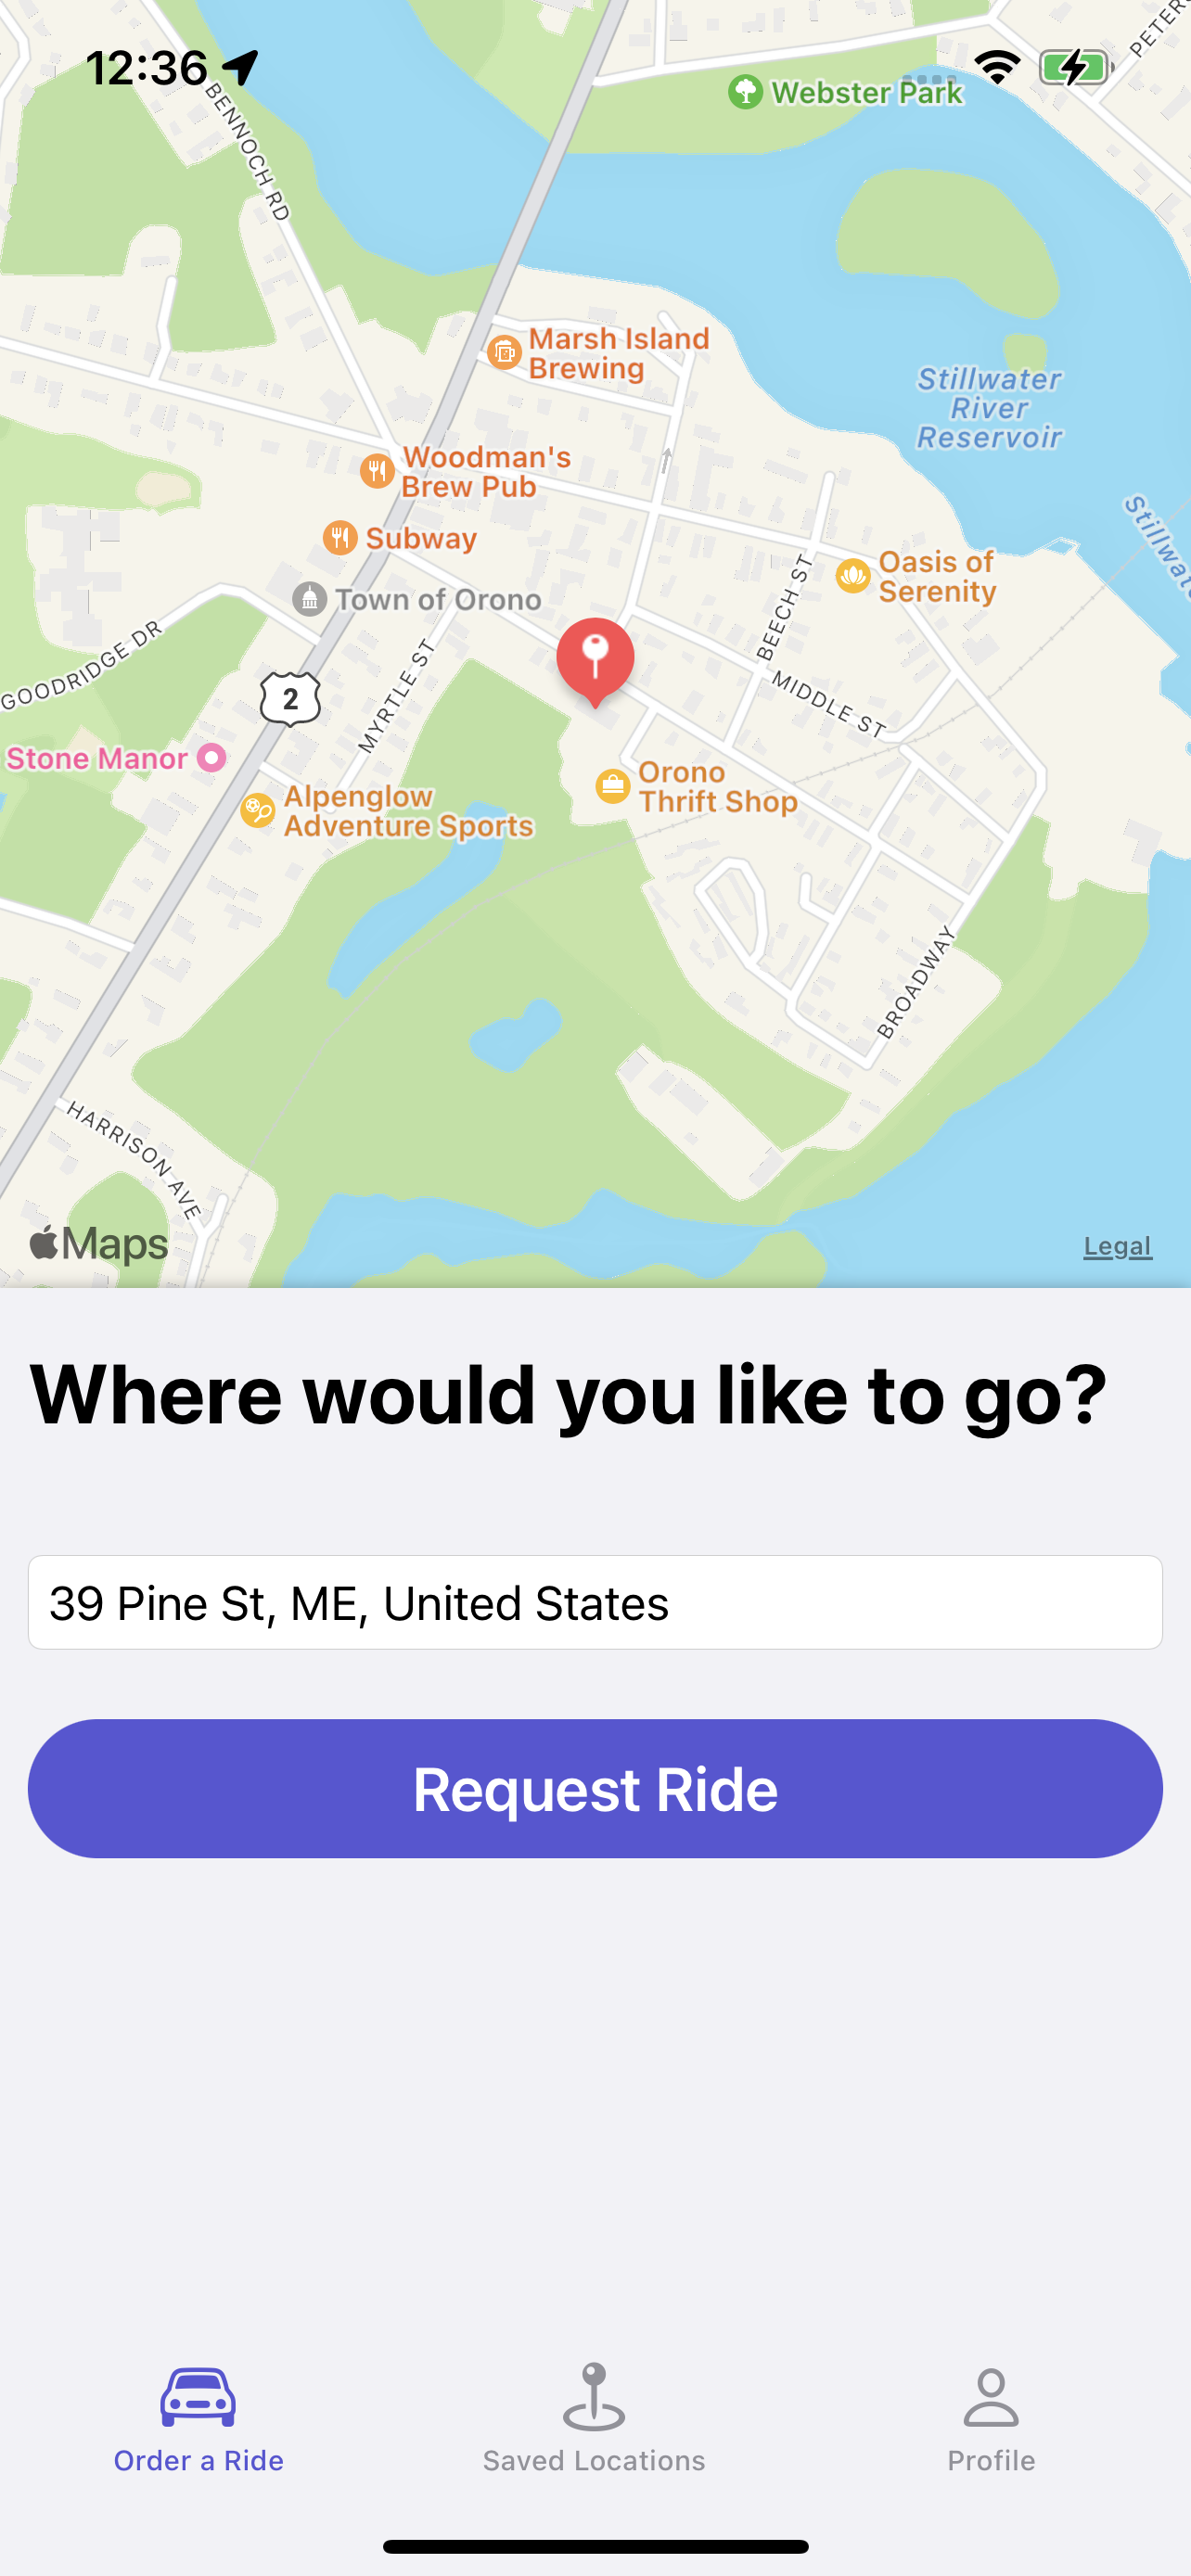 12:36
PETERS
BENNOCH RD
Webster Park
Marsh Island
Brewing
Stillwater
River
Reservoir
Woodman's
Brew Pub
Subway
Oasis of
Serenity
Town of Orono
BEECH ST
GOODRIDGE DR
MYRTLE ST
2
MIDDLE ST
Stone Manor
Orono
Thrift Shop
Alpenglow
Adventure Sports
BROADWAY
HARRISON AVE
Maps
Legal
Where would you like to go?
39 Pine St, ME, United States
Request Ride
Order a Ride
Saved Locations
Profile